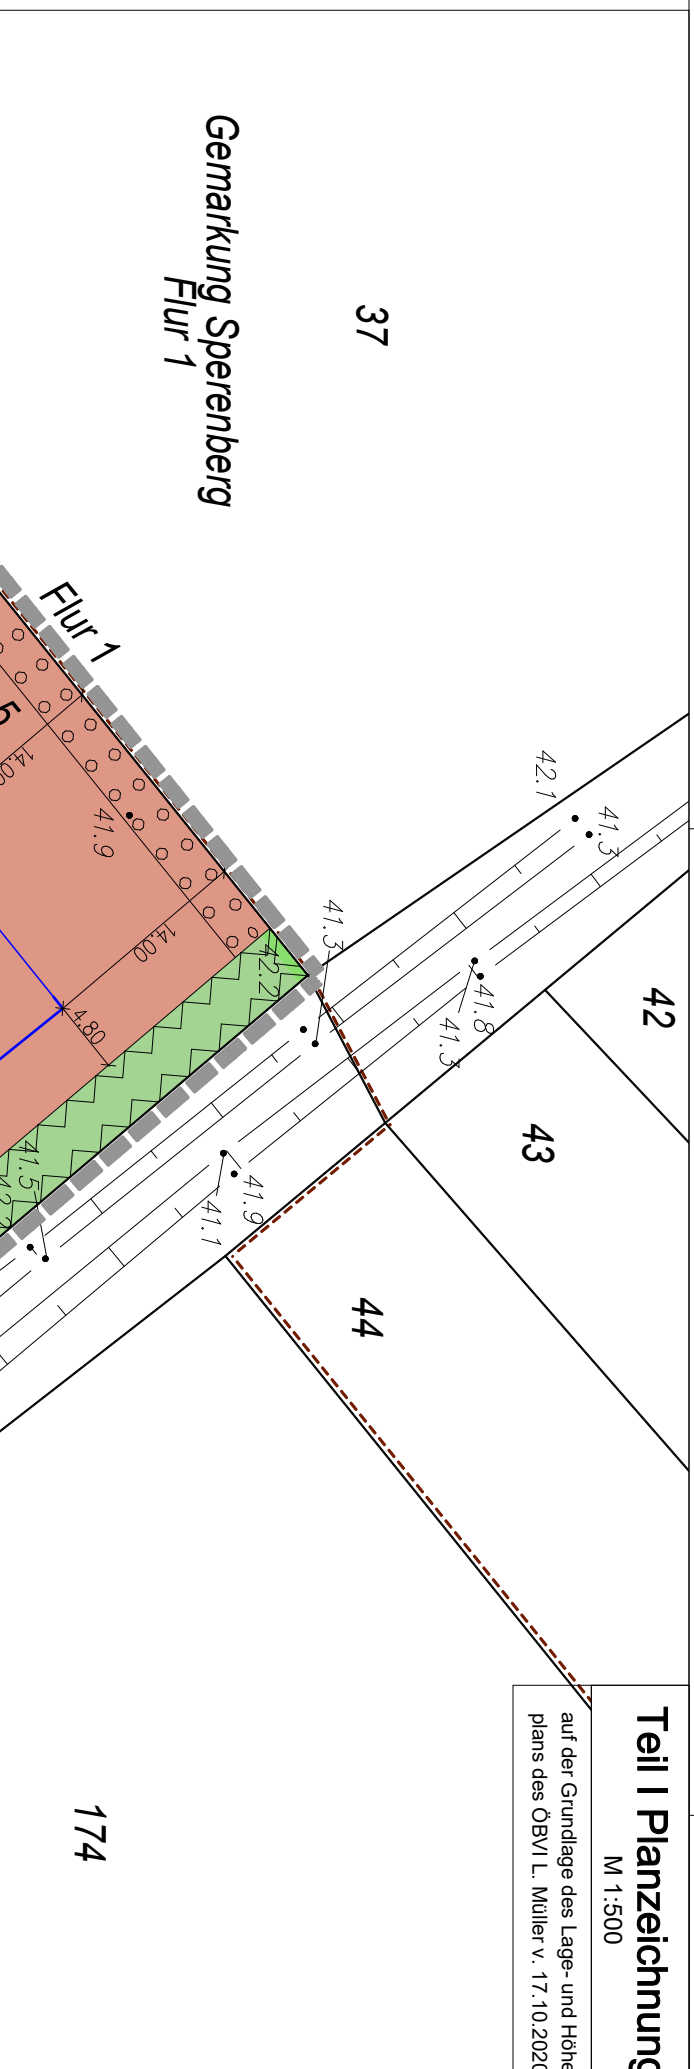 Teil I Planzeichnung
M 1:500
auf der Grundlage des Lage- und Höhe
plans des ÖBVI L. Müller v. 17.10.2020
Gemarkung Sperenberg
Flur 1
37
Flur 1
42
43
44
174
5
42.1
41.3
41.8
41.3
41.3
42.2
41.9
14.00
14.00
4.80
41.9
41.1
41.5